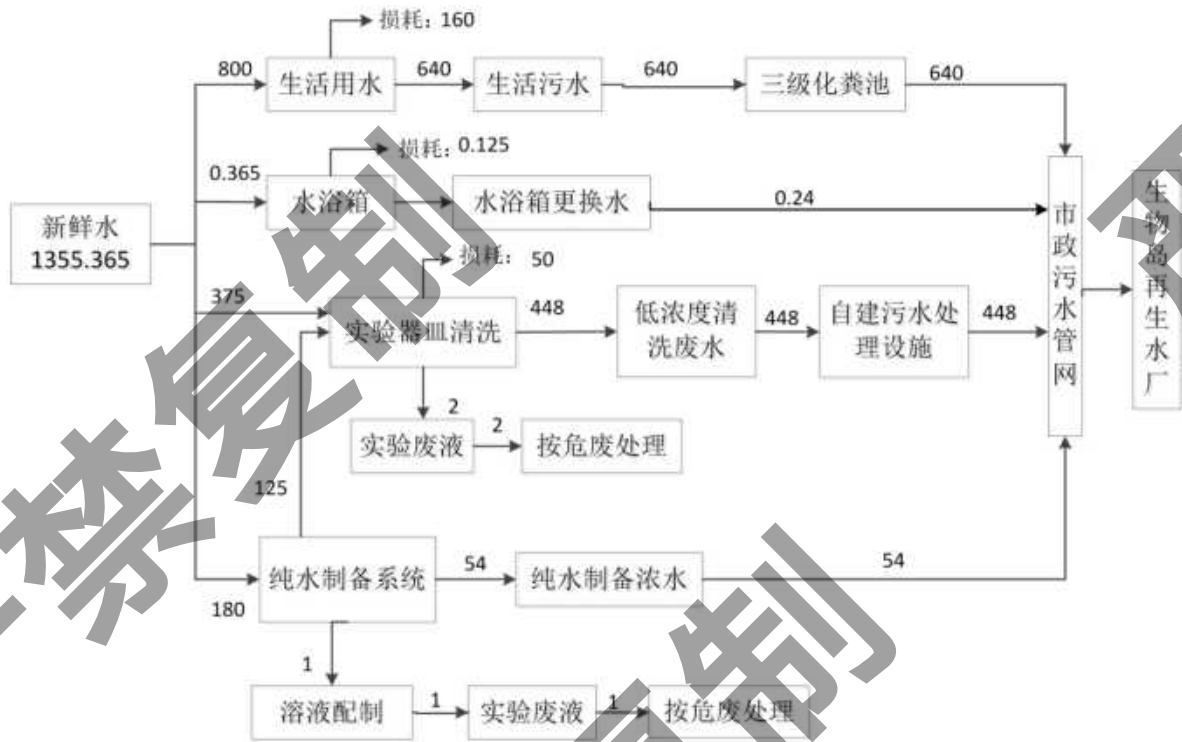 损耗：160
800
生活用水
640
生活污水
640
三级化粪池
640
损耗：0.125
0.365
水浴箱
水浴箱更换水
0.24
新鲜水
1355.365
损耗： 50
375
实验器皿清洗
448
低浓度清
洗废水
448
自建污水处
理设施
448
市政污水管网
生物岛再生水厂
2
实验废液
2
按危废处理
125
纯水制备系统
54
纯水制备浓水
54
180
1
溶液配制
1
实验废液
1
按危废处理
禁复制
制